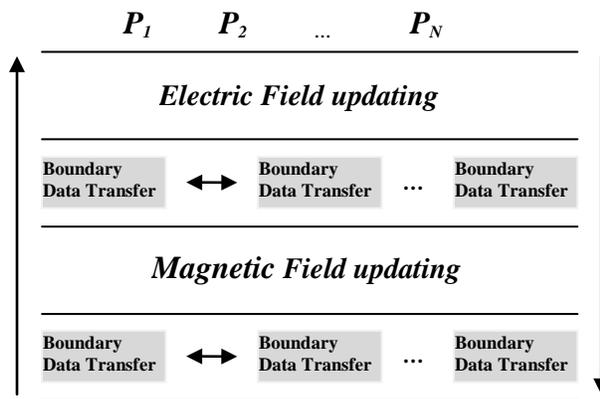 P1 P2 ... PN
Electric Field updating
Boundary Boundary Boundary
Data Transfer Data Transfer ... Data Transfer
Magnetic Field updating
Boundary Boundary Boundary
Data Transfer Data Transfer ... Data Transfer